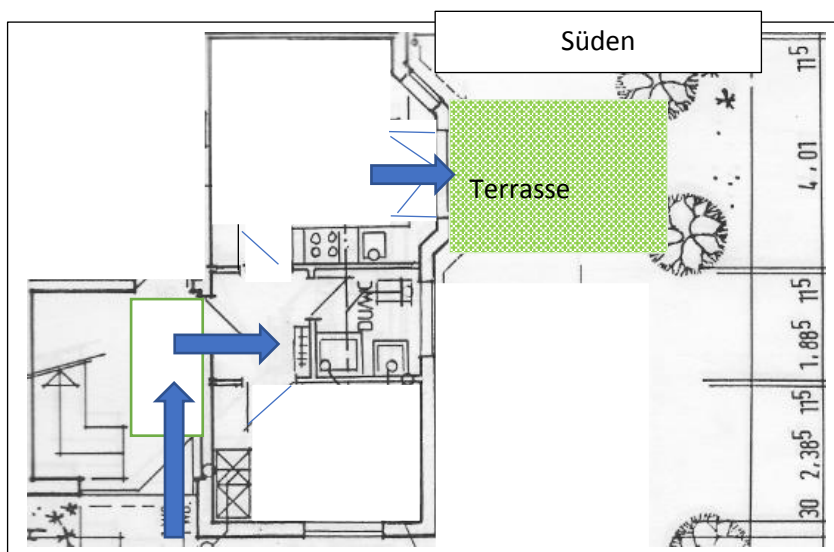 Süden
Terrasse
DU/WC
11⁵
4,01
11⁵
1,88⁵
11⁵
2,38⁵
30